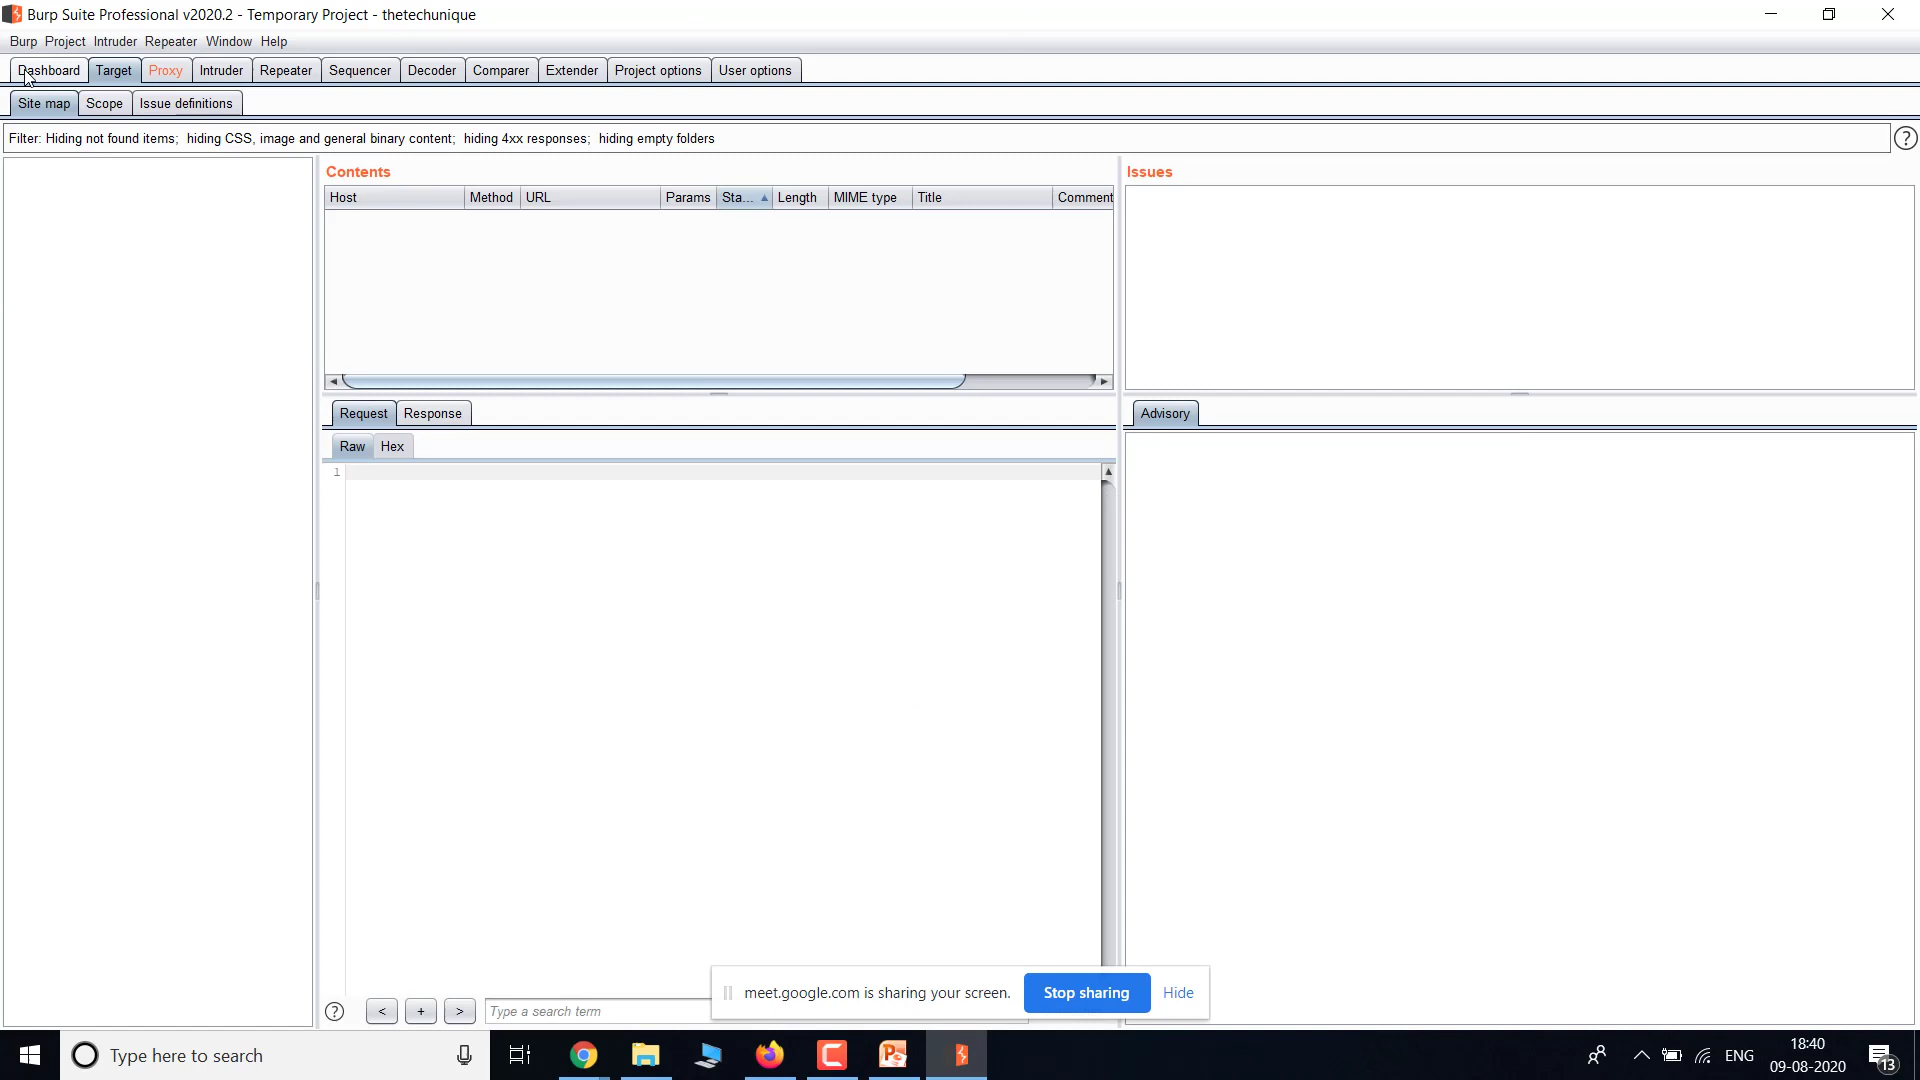 Burp Suite Professional v2020.2 - Temporary Project - thetechunique
Burp Project Intruder Repeater Window Help
Dashboard Target Proxy Intruder Repeater Sequencer Decoder Comparer Extender Project options User options
Site map Scope Issue definitions
Filter: Hiding not found items; hiding CSS, image and general binary content; hiding 4xx responses; hiding empty folders ?
Contents
Issues
Host Method URL Params Sta... Length MIME type Title Comment
Request Response
Advisory
Raw Hex
1
meet.google.com is sharing your screen. Stop sharing Hide
? < + > Type a search term
Type here to search
ENG
18:40
09-08-2020
13